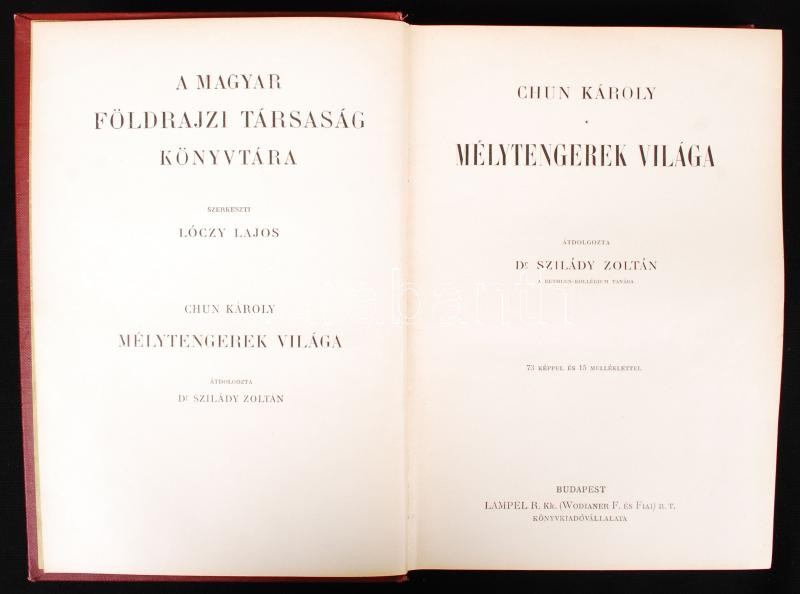 A MAGYAR
FÖLDRAJZI TÁRSASÁG
KÖNYVTÁRA
SZERKESZTI
LÓCZY LAJOS
CHUN KÁROLY
MÉLYTENGEREK VILÁGA
ÁTDOLGOZTA
Dr SZILÁDY ZOLTÁN
CHUN KÁROLY
*
MÉLYTENGEREK VILÁGA
ÁTDOLGOZTA
Dr SZILÁDY ZOLTÁN
A BETHLEN-KOLLÉGIUM TANÁRA
73 KÉPPEL ÉS 15 MELLÉKLETTEL
BUDAPEST
LAMPEL R. Kk. (WODIANER F. ÉS FIAI) R. T.
KÖNYVKIADÓVÁLLALATA